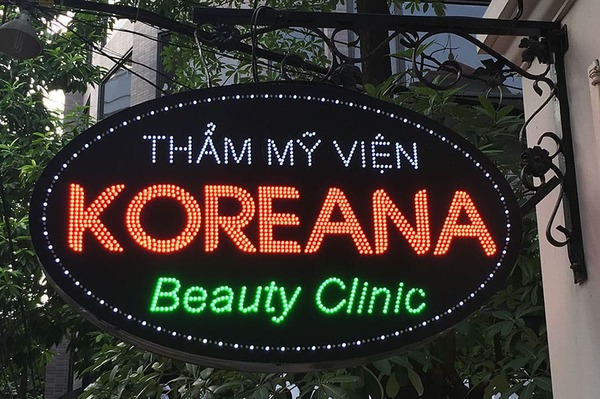 THẨM MỸ VIỆN
KOREANA
Beauty Clinic